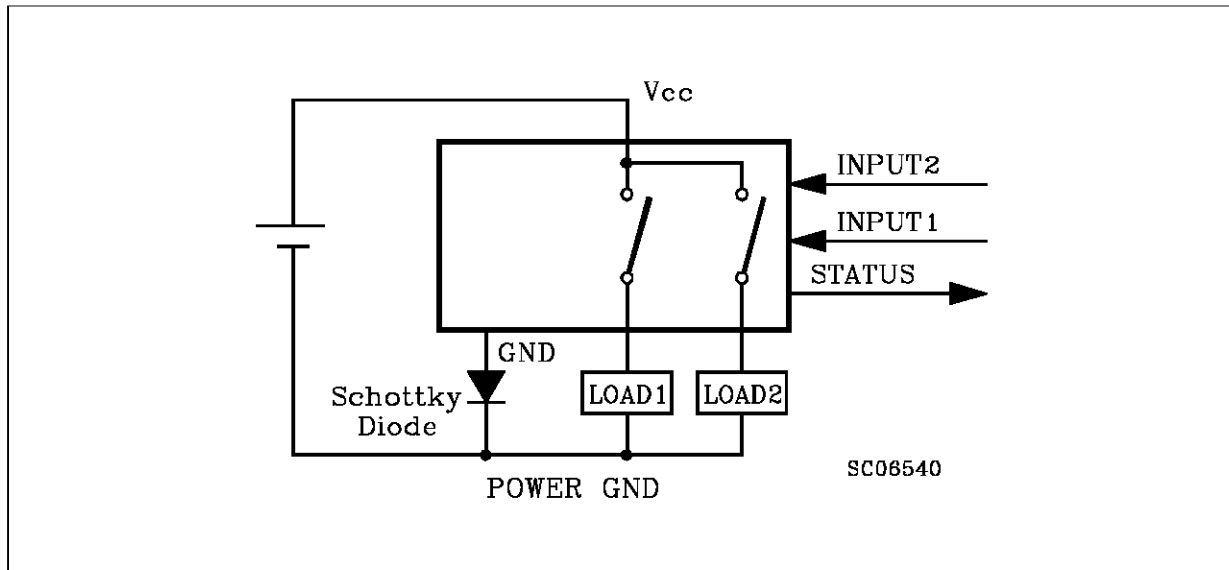 Vcc
INPUT2
INPUT1
STATUS
GND
Schottky
Diode
LOAD1
LOAD2
POWER GND
SC06540